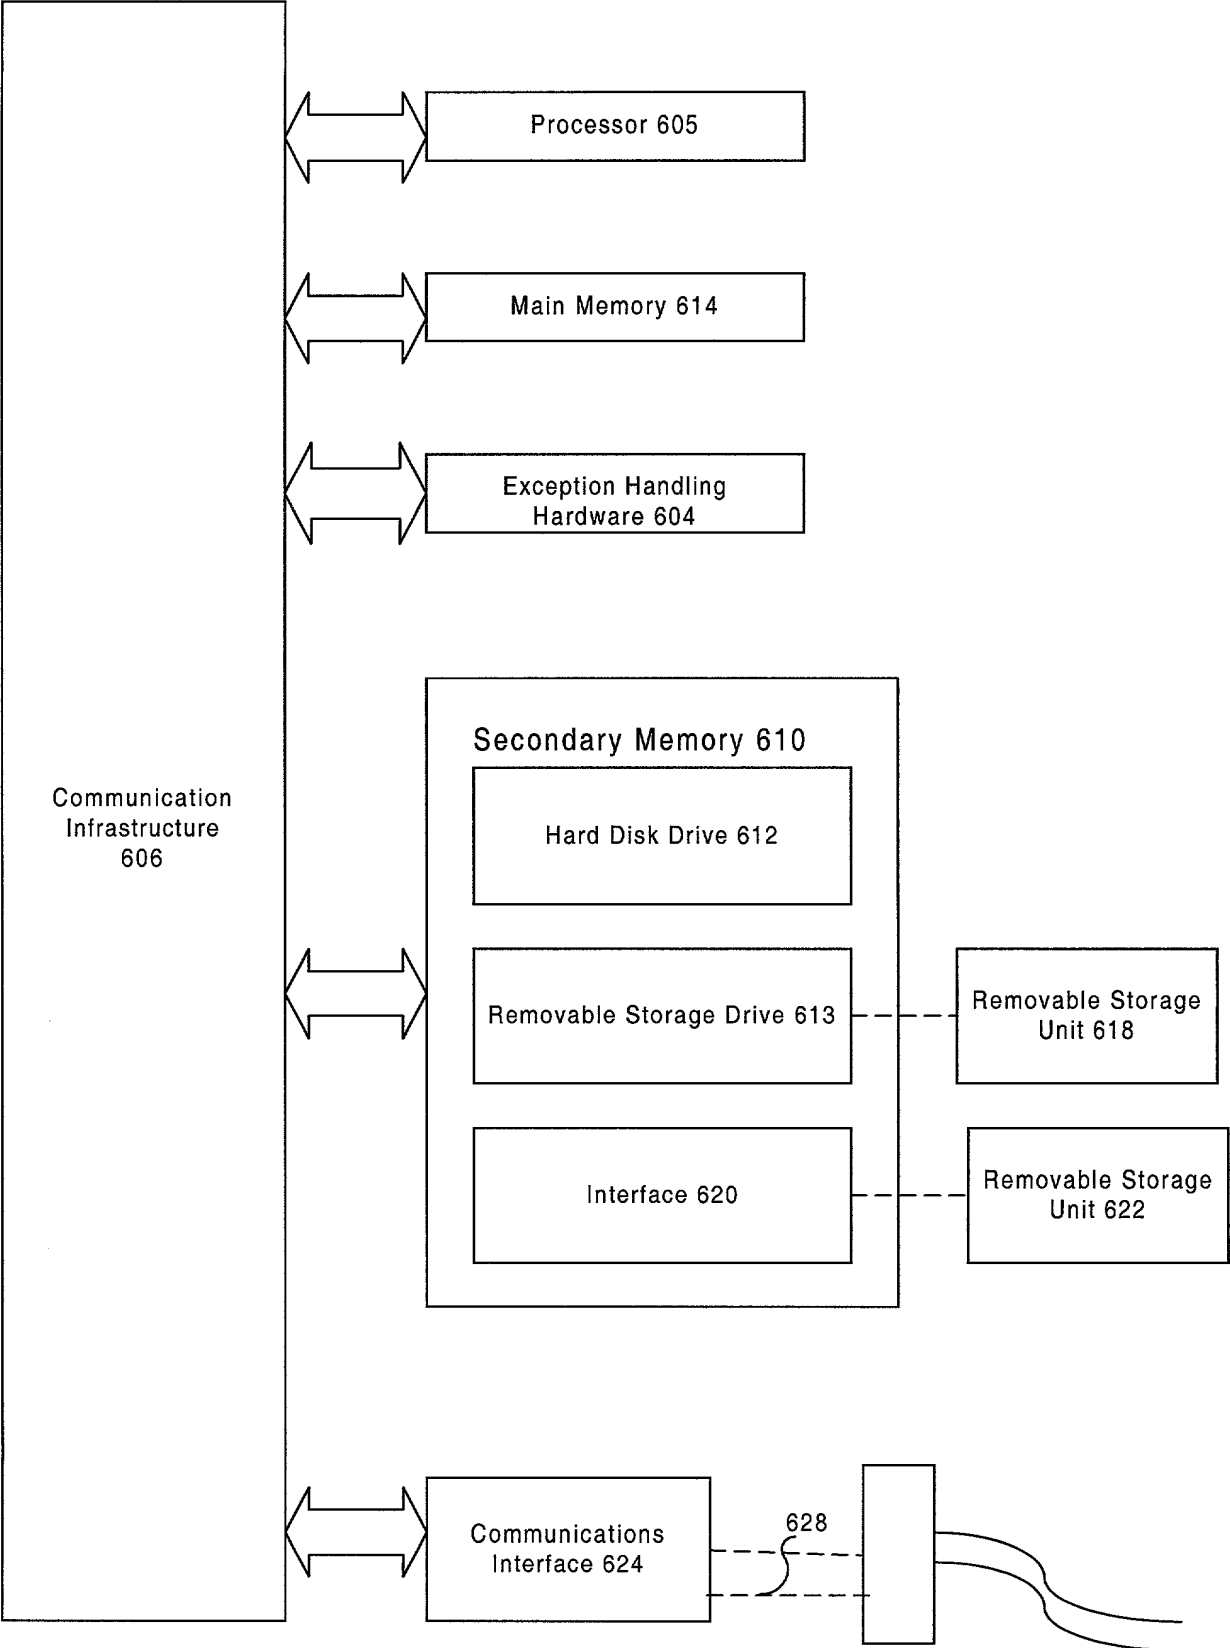 Processor 605
Main Memory 614
Exception Handling
Hardware 604
Secondary Memory 610
Communication
Infrastructure
606
Hard Disk Drive 612
Removable Storage Drive 613
Removable Storage
Unit 618
Interface 620
Removable Storage
Unit 622
628
Communications
Interface 624